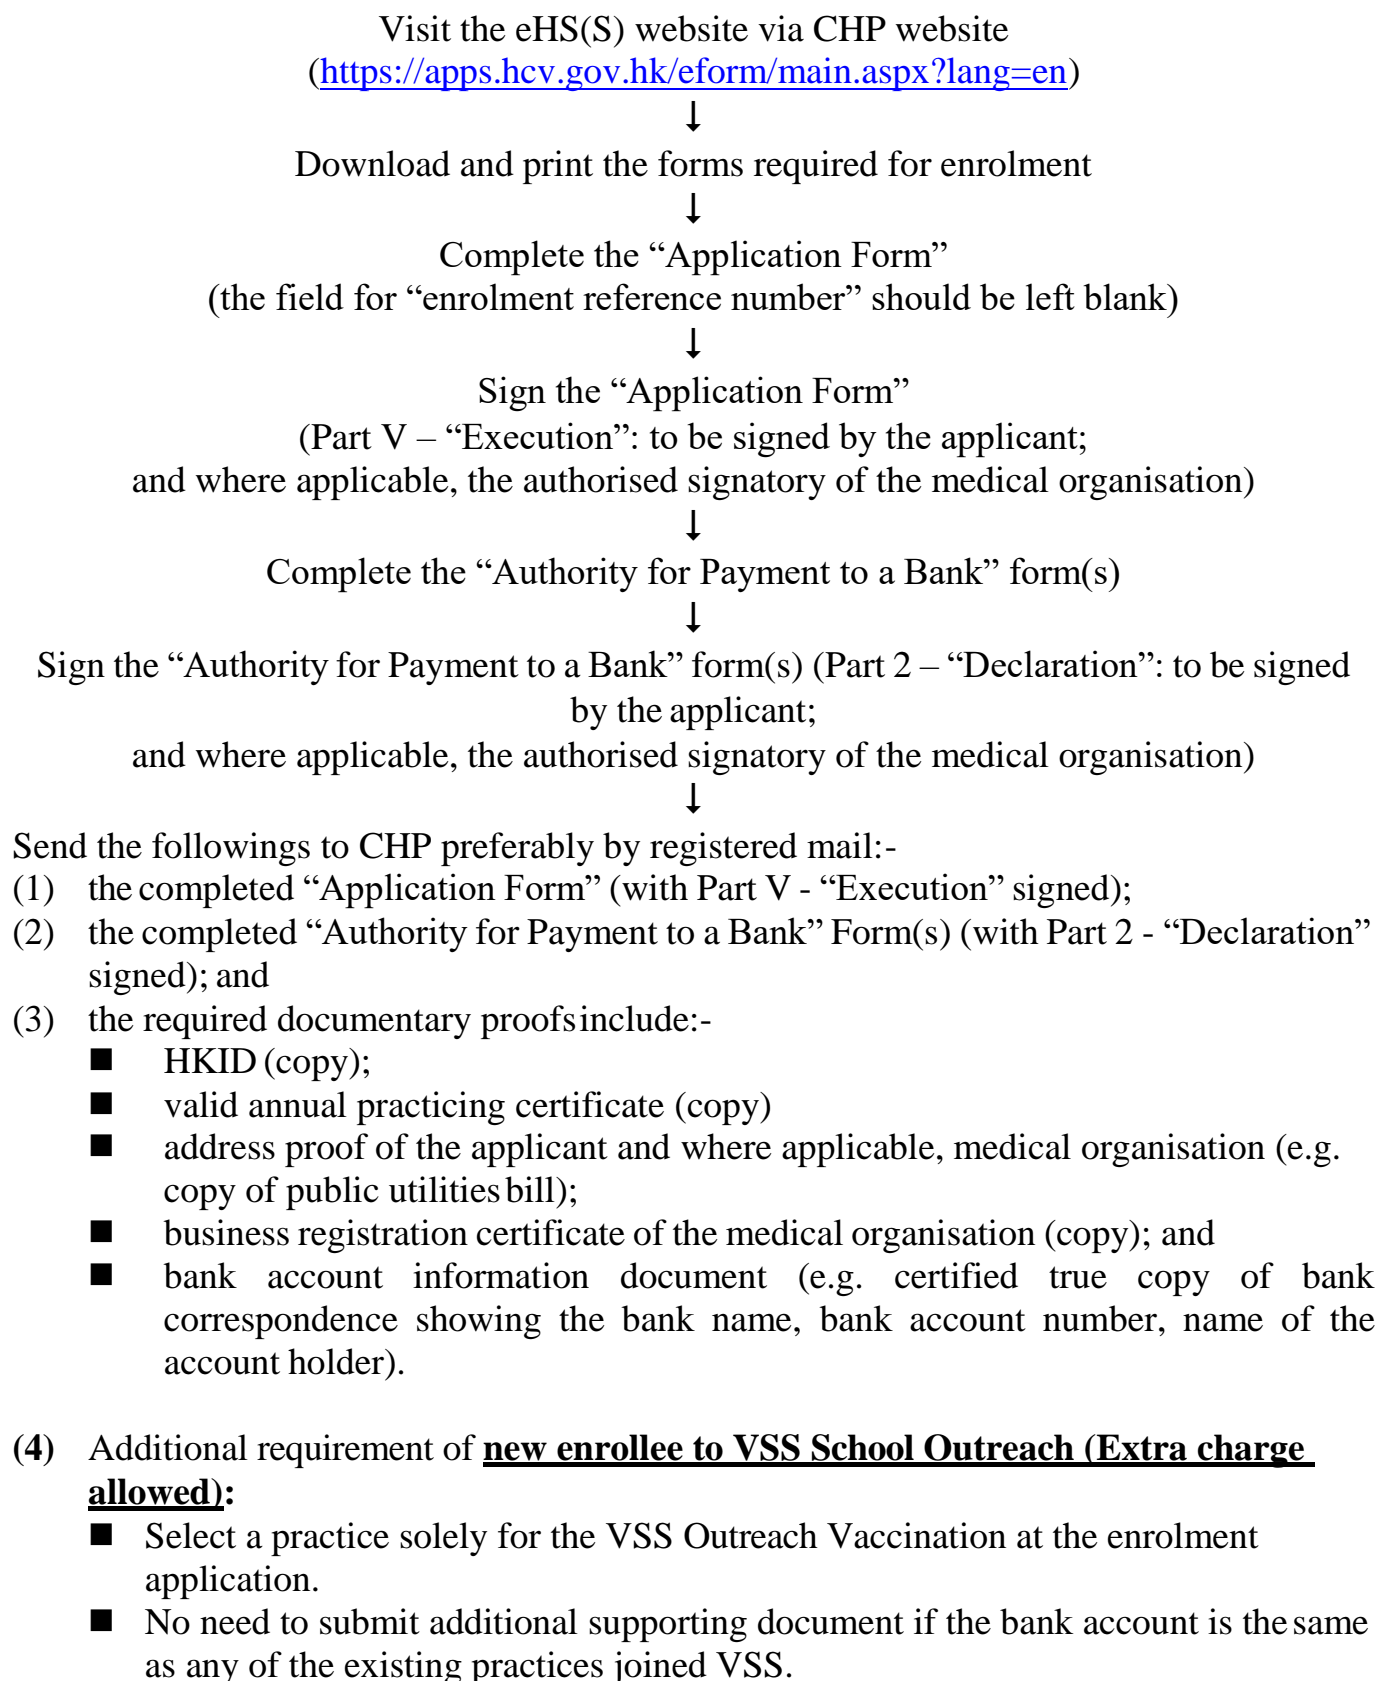 Visit the eHS(S) website via CHP website
(https://apps.hcv.gov.hk/eform/main.aspx?lang=en)
↓
Download and print the forms required for enrolment
↓
Complete the “Application Form”
(the field for “enrolment reference number” should be left blank)
↓
Sign the “Application Form”
(Part V – “Execution”: to be signed by the applicant;
and where applicable, the authorised signatory of the medical organisation)
↓
Complete the “Authority for Payment to a Bank” form(s)
↓
Sign the “Authority for Payment to a Bank” form(s) (Part 2 – “Declaration”: to be signed
by the applicant;
and where applicable, the authorised signatory of the medical organisation)
↓
Send the followings to CHP preferably by registered mail:-
(1) the completed “Application Form” (with Part V - “Execution” signed);
(2) the completed “Authority for Payment to a Bank” Form(s) (with Part 2 - “Declaration”
signed); and
(3) the required documentary proofs include:-
■ HKID (copy);
■ valid annual practicing certificate (copy)
■ address proof of the applicant and where applicable, medical organisation (e.g.
copy of public utilities bill);
■ business registration certificate of the medical organisation (copy); and
■ bank account information document (e.g. certified true copy of bank
correspondence showing the bank name, bank account number, name of the
account holder).
(4) Additional requirement of new enrollee to VSS School Outreach (Extra charge
allowed):
■ Select a practice solely for the VSS Outreach Vaccination at the enrolment
application.
■ No need to submit additional supporting document if the bank account is the same
as any of the existing practices joined VSS.